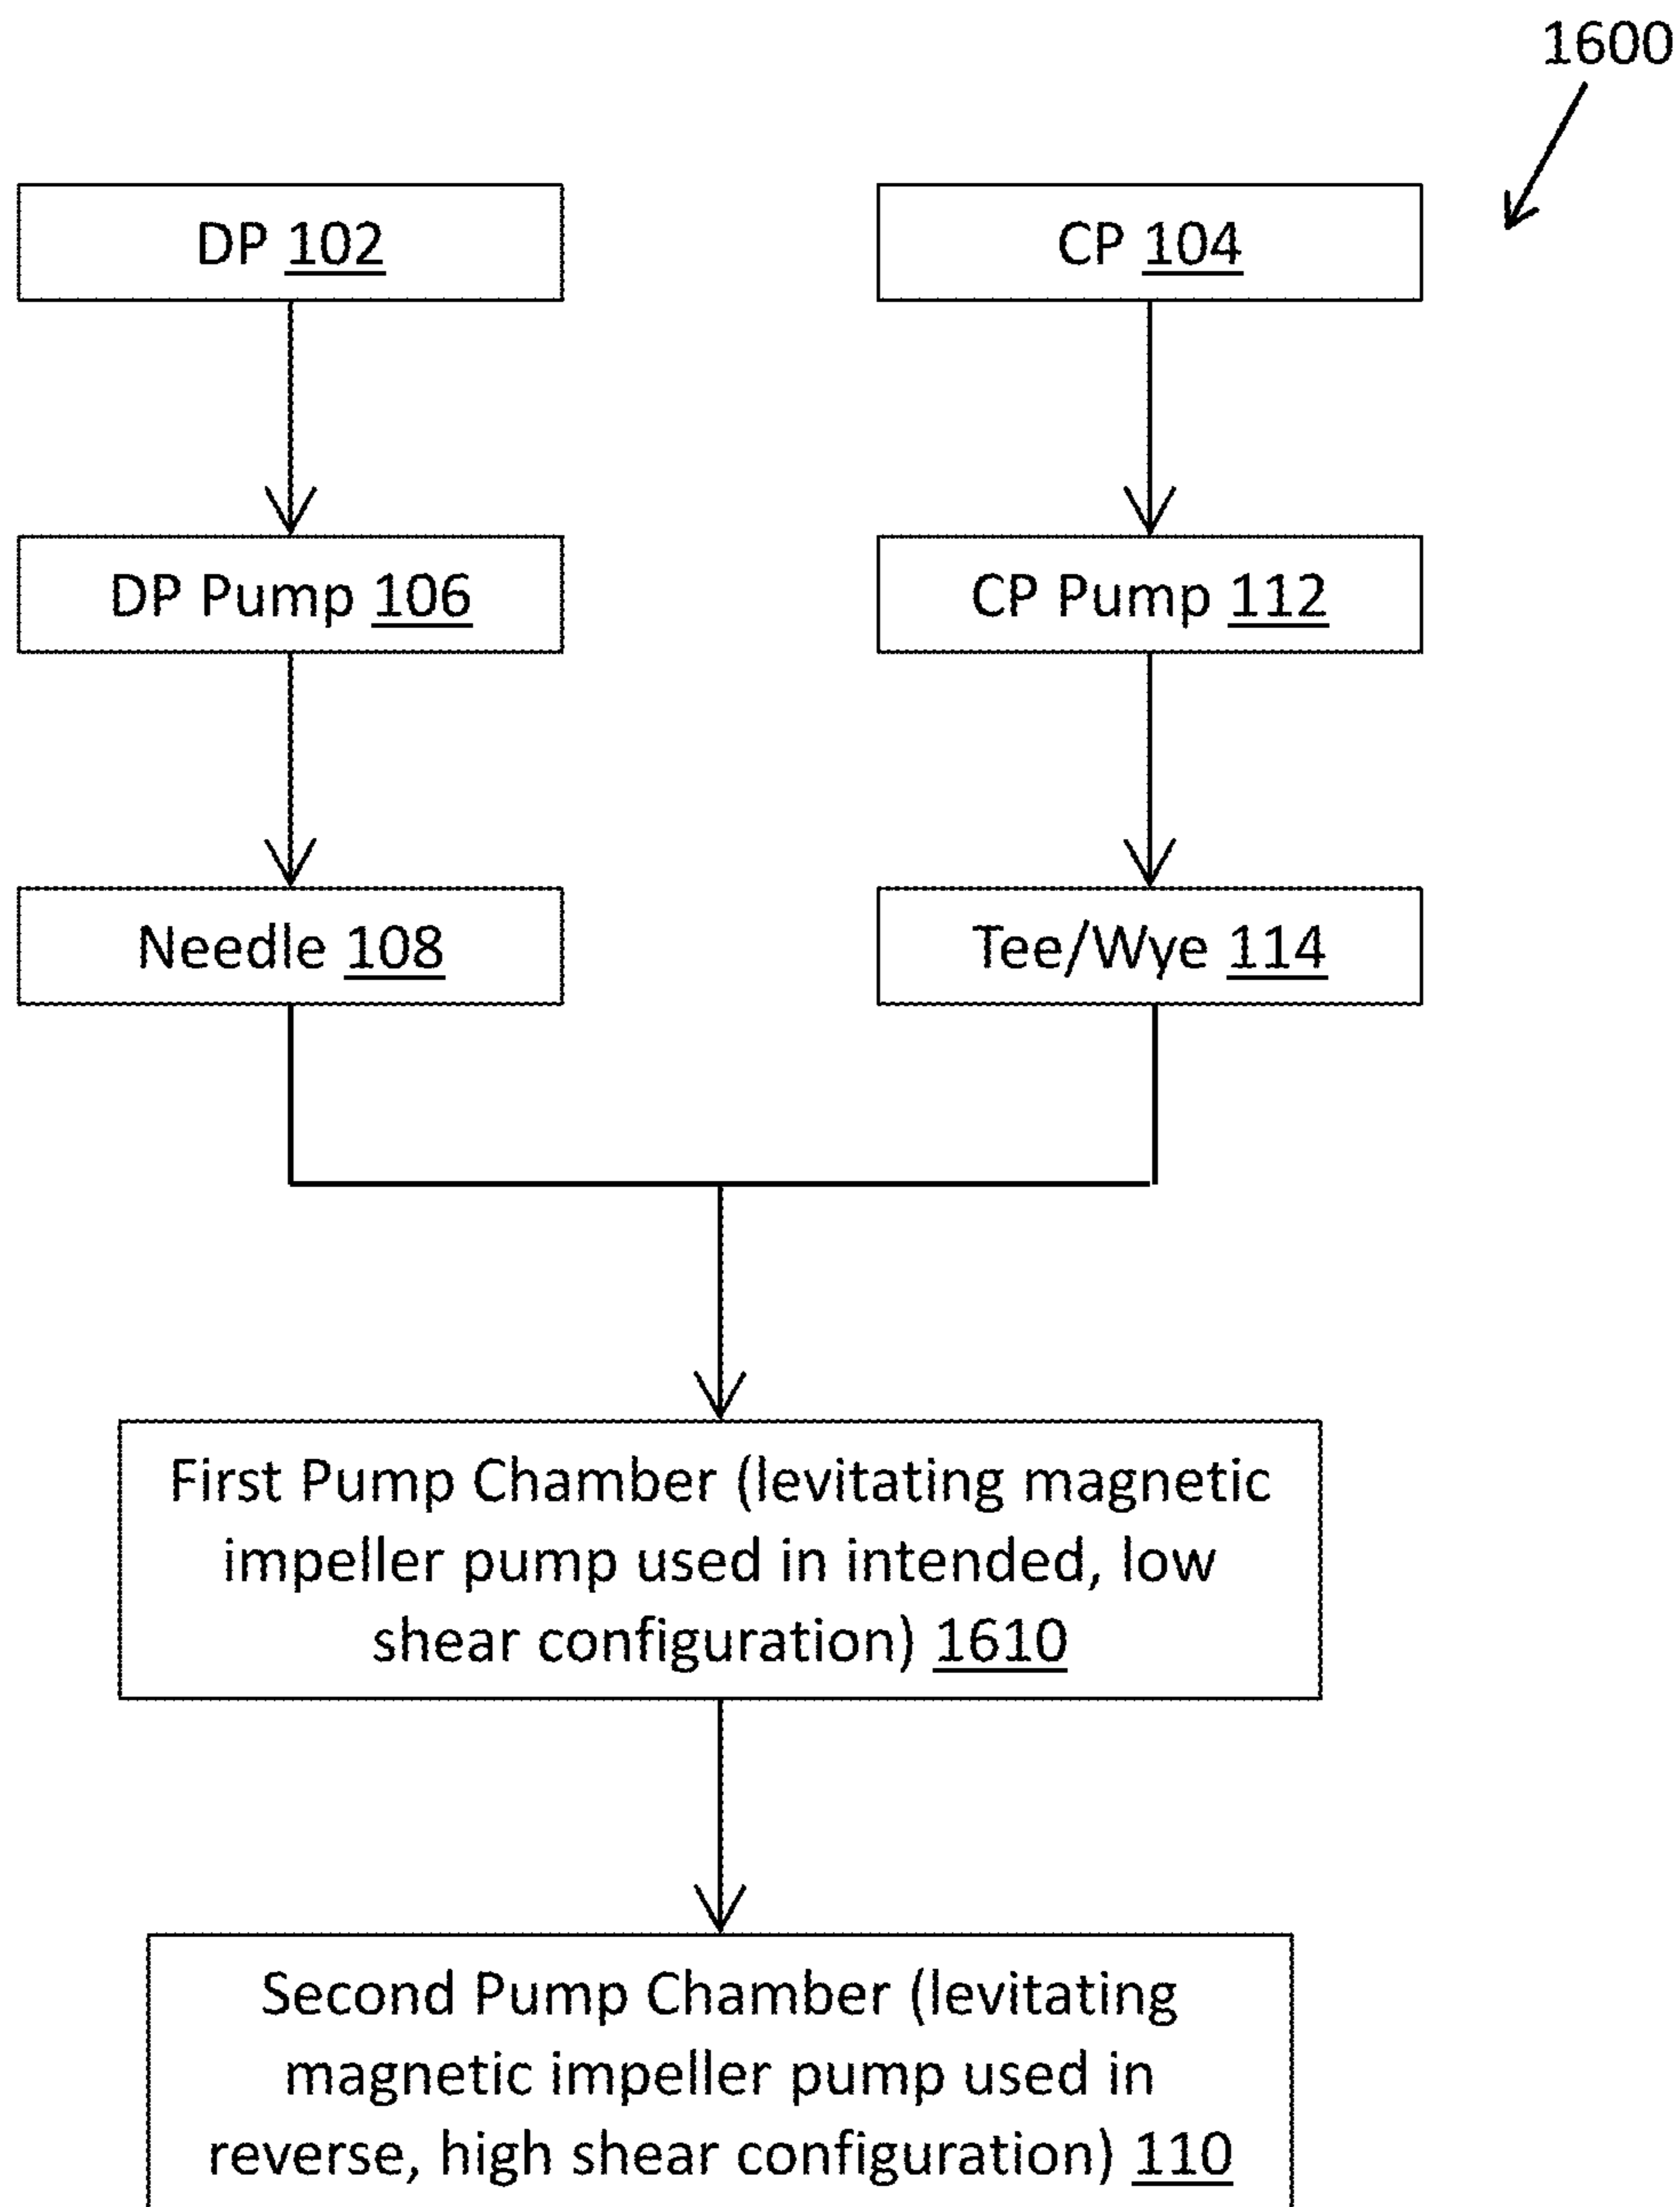 1600
DP 102
CP 104
DP Pump 106
CP Pump 112
Needle 108
Tee/Wye 114
First Pump Chamber (levitating magnetic
impeller pump used in intended, low
shear configuration) 1610
Second Pump Chamber (levitating
magnetic impeller pump used in
reverse, high shear configuration) 110